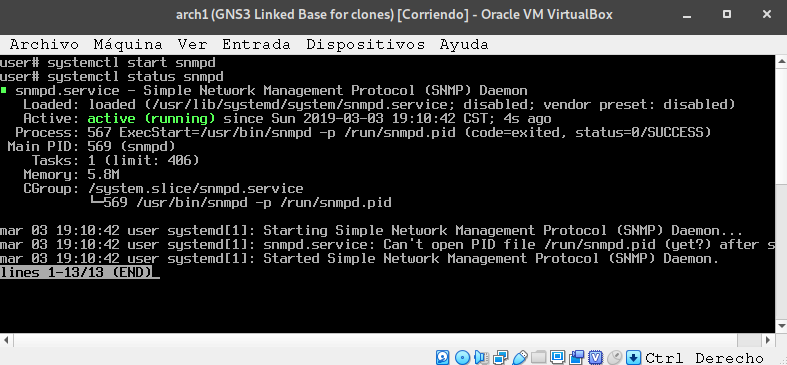 arch1 (GNS3 Linked Base for clones) [Corriendo] - Oracle VM VirtualBox
Archivo Máquina Ver Entrada Dispositivos Ayuda
user# systemctl start snmpd
user# systemctl status snmpd
snmpd.service - Simple Network Management Protocol (SNMP) Daemon
Loaded: loaded (/usr/lib/systemd/system/snmpd.service; disabled; vendor preset: disabled)
Active: active (running) since Sun 2019-03-03 19:10:42 CST; 4s ago
Process: 567 ExecStart=/usr/bin/snmpd -p /run/snmpd.pid (code=exited, status=0/SUCCESS)
Main PID: 569 (snmpd)
Tasks: 1 (limit: 406)
Memory: 5.8M
CGroup: /system.slice/snmpd.service
└─569 /usr/bin/snmpd -p /run/snmpd.pid
mar 03 19:10:42 user systemd[1]: Starting Simple Network Management Protocol (SNMP) Daemon...
mar 03 19:10:42 user systemd[1]: snmpd.service: Can't open PID file /run/snmpd.pid (yet?) after s
mar 03 19:10:42 user systemd[1]: Started Simple Network Management Protocol (SNMP) Daemon.
lines 1-13/13 (END)
Ctrl Derecho